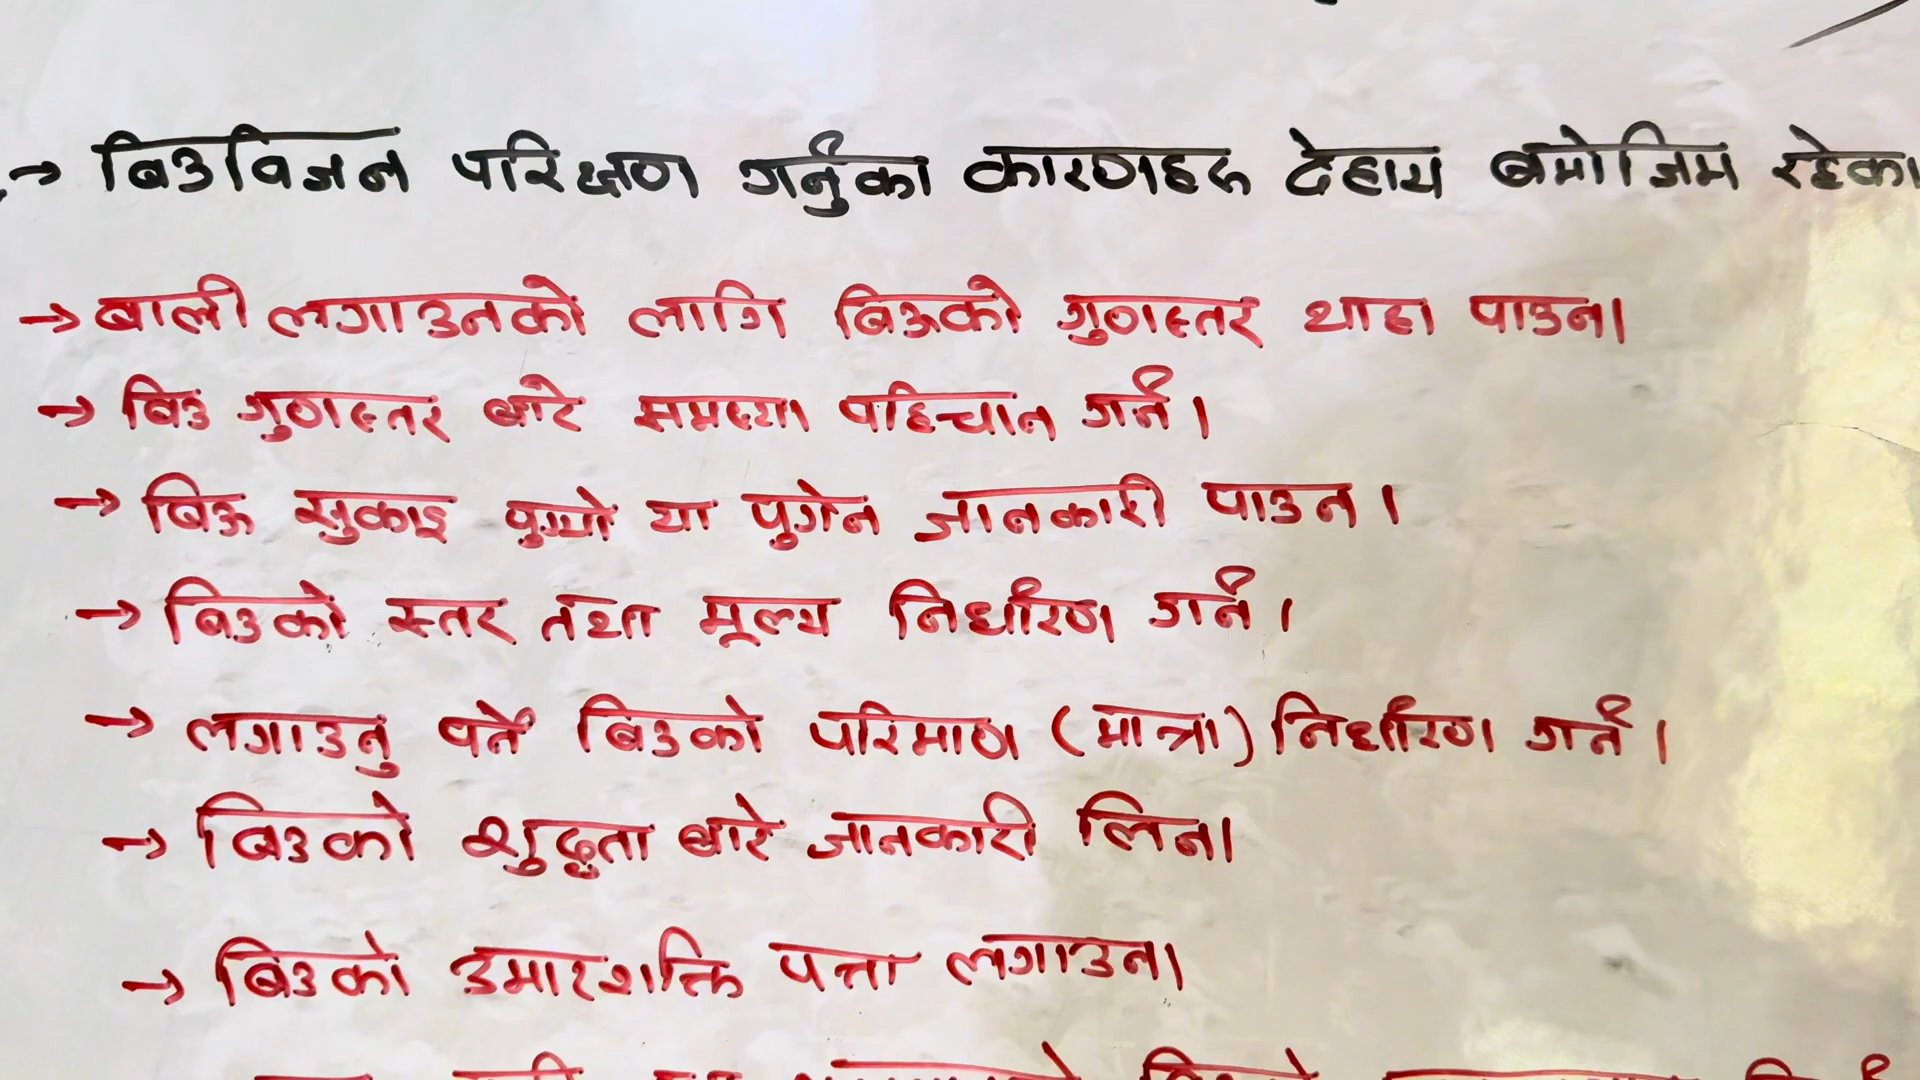 → बिउविजन परिक्षण गर्नुका कारणहरु देहाय बमोजिम रहेका
→ बाली लगाउनको लागि बिऊको गुणस्तर थाहा पाउन।
→ बिउ गुणस्तर बारे समस्या पहिचान गर्न।
→ बिऊ सुकाइ पुग्यो या पुगेन जानकारी पाउन।
→ बिउको स्तर तथा मूल्य निर्धारण गर्न।
→ लगाउनु पर्ने बिउको परिमाण (मात्रा) निर्धारण गर्न।
→ बिउको शुद्धता बारे जानकारी लिन।
→ बिउको उमारशक्ति पत्ता लगाउन।